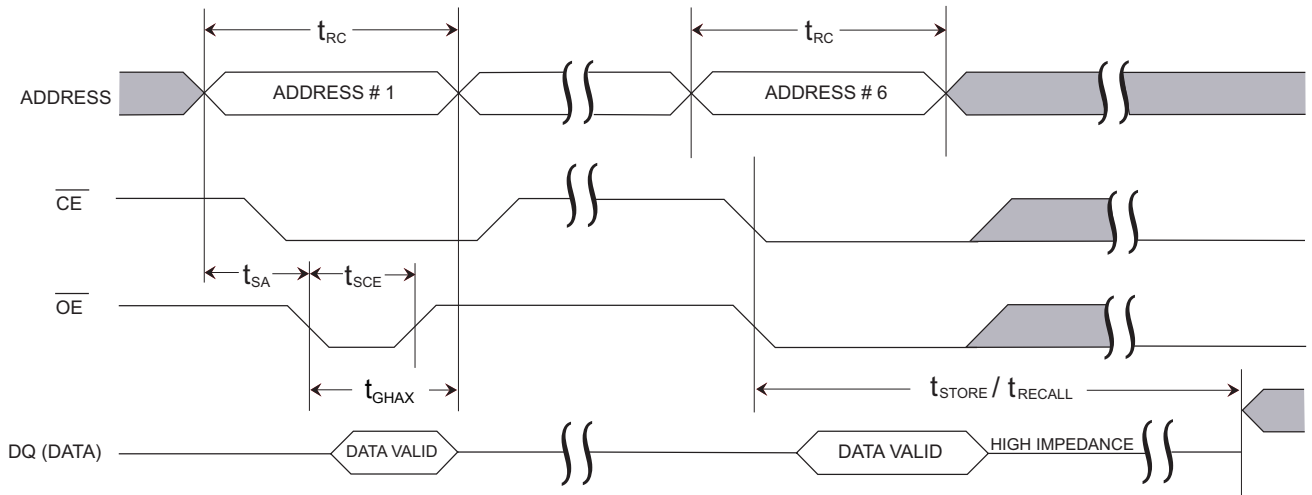 tRC tRC
ADDRESS ADDRESS # 1 ADDRESS # 6
CE
tSA tSCE
OE
tGHAX tSTORE / tRECALL
DQ (DATA) DATA VALID DATA VALID HIGH IMPEDANCE